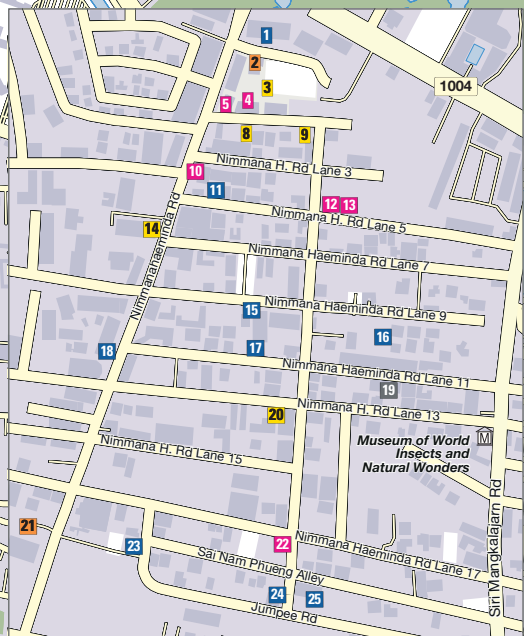 1
2
3
4
5
1004
8
9
Nimmana H. Rd Lane 3
10
11
12
13
Nimmana H. Rd Lane 5
14
Nimmanahaeminda Rd
Nimmana Haeminda Rd Lane 7
15
Nimmana Haeminda Rd Lane 9
16
17
18
Nimmana Haeminda Rd Lane 11
19
20
Nimmana H. Rd Lane 13
Museum of World
Insects and
Natural Wonders
M
Nimmana H. Rd Lane 15
Siri Mangkalajarn Rd
21
22
Nimmana Haeminda Rd Lane 17
23
Sai Nam Phueng Alley
24
25
Jumpee Rd